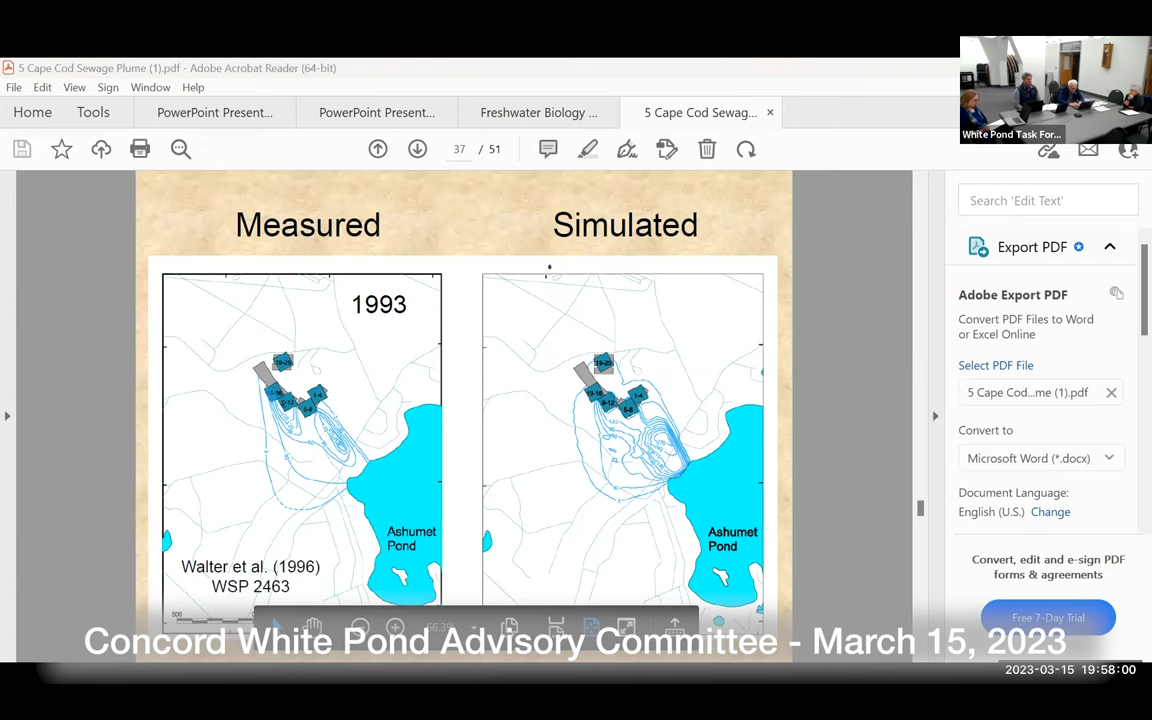 5 Cape Cod Sewage Plume (1).pdf - Adobe Acrobat Reader (64-bit)
File Edit View Sign Window Help
Home Tools PowerPoint Present... PowerPoint Present... Freshwater Biology ... 5 Cape Cod Sewag... ×
37 / 51
White Pond Task For...
Search 'Edit Text'
Export PDF
Adobe Export PDF
Convert PDF Files to Word
or Excel Online
Select PDF File
5 Cape Cod...me (1).pdf
Convert to
Microsoft Word (*.docx)
Document Language:
English (U.S.) Change
Convert, edit and e-sign PDF
forms & agreements
Free 7-Day Trial
Measured Simulated
1993
Ashumet
Pond
Walter et al. (1996)
WSP 2463
Ashumet
Pond
Concord White Pond Advisory Committee - March 15, 2023
2023-03-15 19:58:00